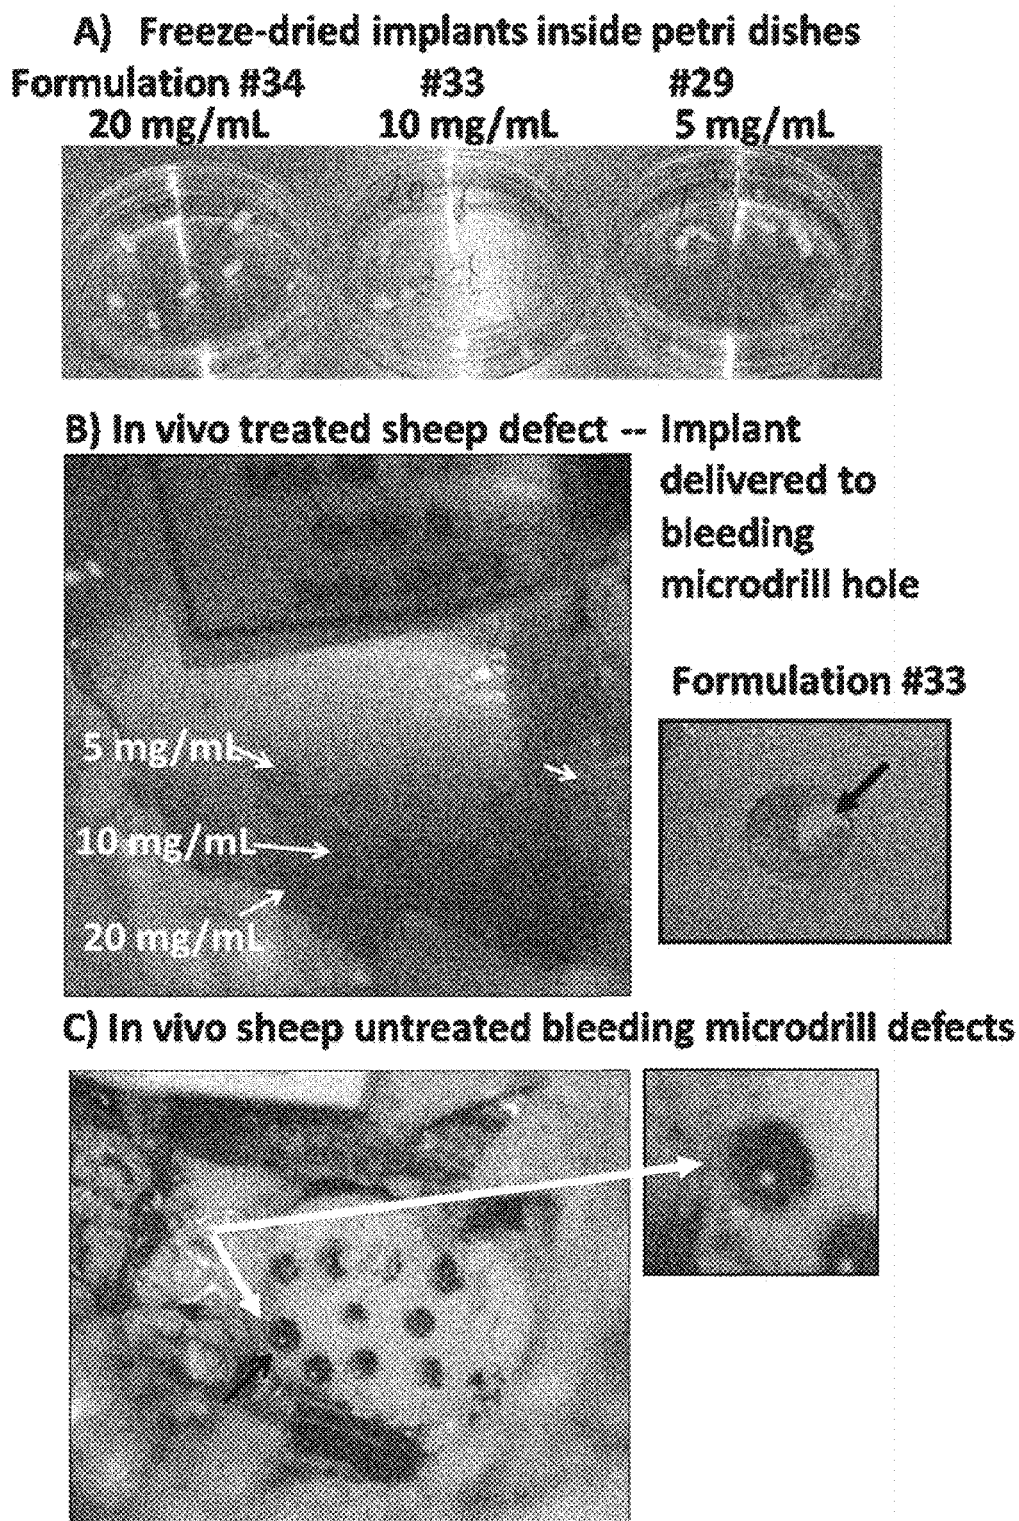 A) Freeze-dried implants inside petri dishes
Formulation #34 #33 #29
20 mg/mL 10 mg/mL 5 mg/mL
B) In vivo treated sheep defect -- Implant
delivered to
bleeding
microdrill hole
Formulation #33
5 mg/mL
10 mg/mL
20 mg/mL
C) In vivo sheep untreated bleeding microdrill defects